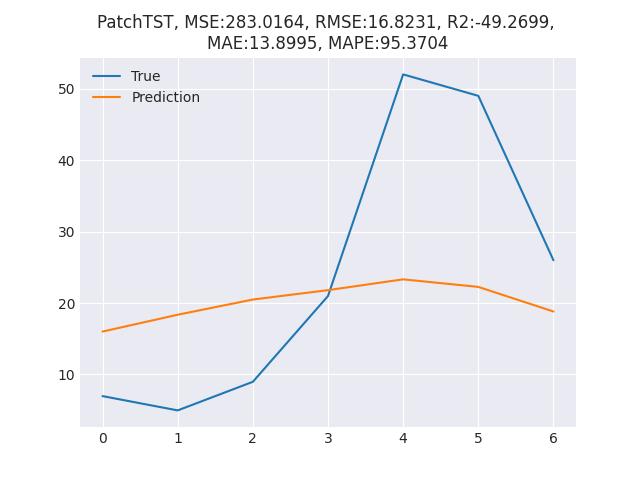 PatchTST, MSE:283.0164, RMSE:16.8231, R2:-49.2699,
MAE:13.8995, MAPE:95.3704
True
Prediction
50
40
30
20
10
0 1 2 3 4 5 6